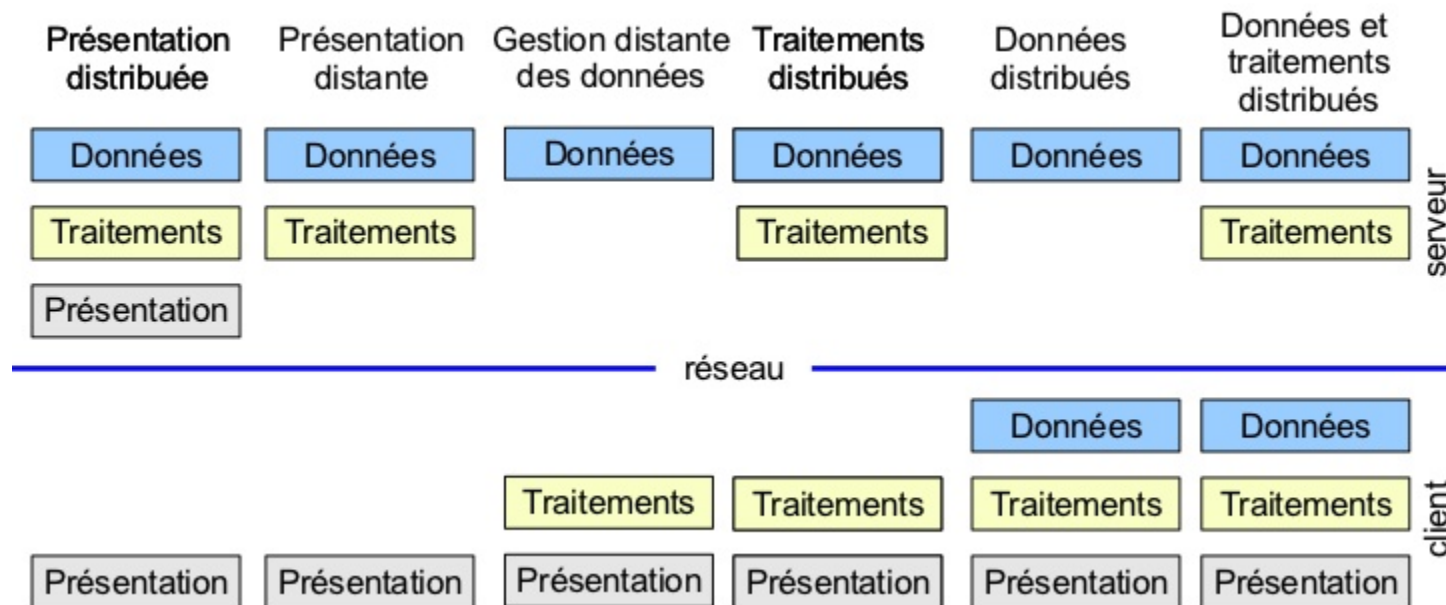 Présentation
distribuée
Présentation
distante
Gestion distante
des données
Traitements
distribués
Données
distribués
Données et
traitements
distribués
Données
Données
Données
Données
Données
Données
Traitements
Traitements
Traitements
Traitements
Présentation
serveur
réseau
Données
Données
Traitements
Traitements
Traitements
Traitements
Présentation
Présentation
Présentation
Présentation
Présentation
Présentation
client